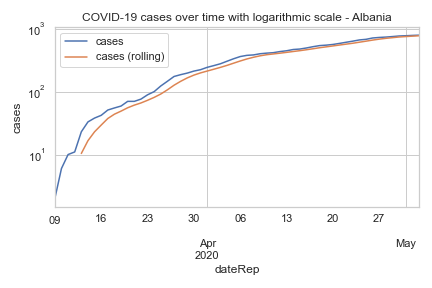 COVID-19 cases over time with logarithmic scale - Albania
cases
cases (rolling)
10³
10²
10¹
cases
09
16
23
30
06
13
20
27
Apr
2020
May
dateRep